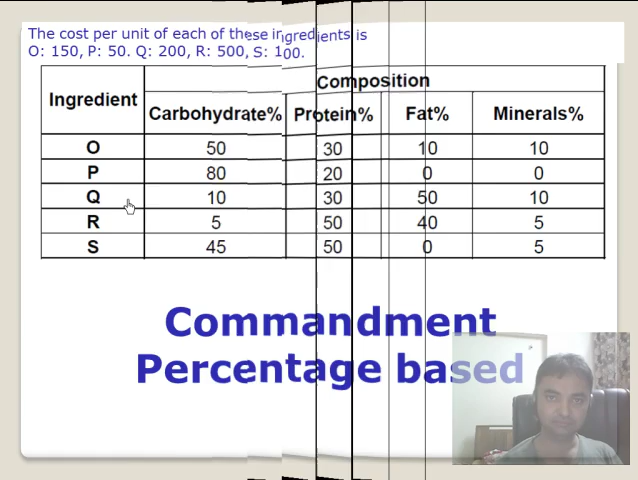 The cost per unit of each of these ingredients is
O: 150, P: 50. Q: 200, R: 500, S: 100.
Composition
Ingredient
Carbohydrate% Protein% Fat% Minerals%
O 50 30 10 10
P 80 20 0 0
Q 10 30 50 10
R 5 50 40 5
S 45 50 0 5
Commandment
Percentage based